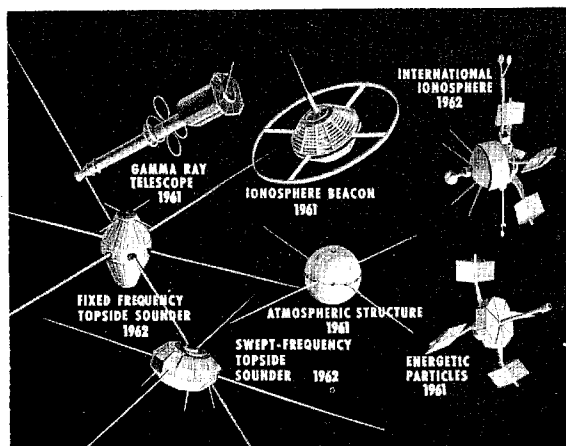 GAMMA RAY
TELESCOPE
1961
IONOSPHERE BEACON
1961
INTERNATIONAL
IONOSPHERE
1962
FIXED FREQUENCY
TOPSIDE SOUNDER
1962
ATMOSPHERIC STRUCTURE
1961
SWEPT-FREQUENCY
TOPSIDE
SOUNDER 1962
ENERGETIC
PARTICLES
1961